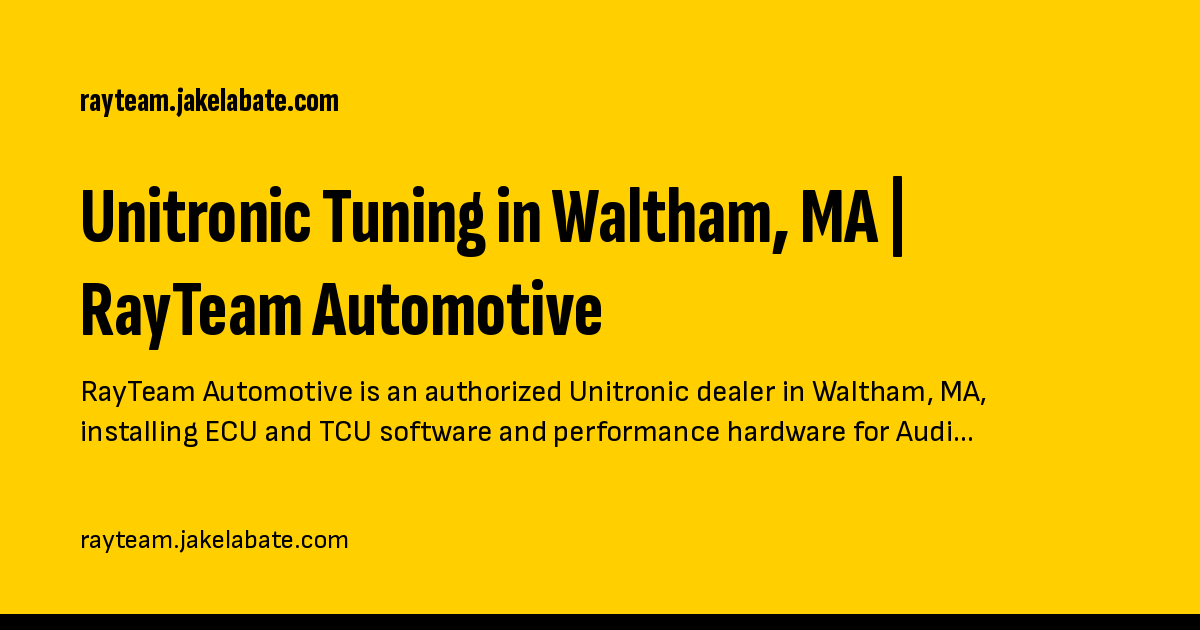 rayteam.jakelabate.com
Unitronic Tuning in Waltham, MA |
RayTeam Automotive
RayTeam Automotive is an authorized Unitronic dealer in Waltham, MA,
installing ECU and TCU software and performance hardware for Audi...
rayteam.jakelabate.com